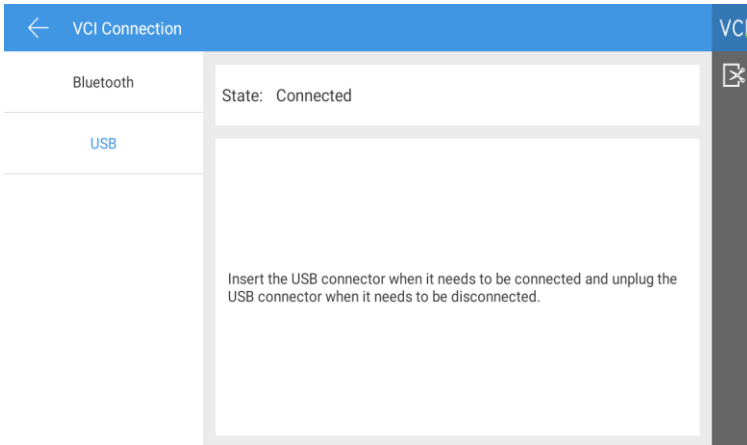 VCI Connection
VCI
Bluetooth
USB
State: Connected
Insert the USB connector when it needs to be connected and unplug the
USB connector when it needs to be disconnected.